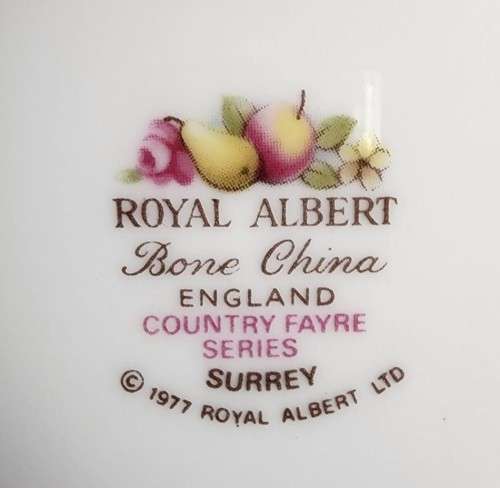 ROYAL ALBERT
Bone China
ENGLAND
COUNTRY FAYRE
SERIES
SURREY
© 1977 ROYAL ALBERT LTD